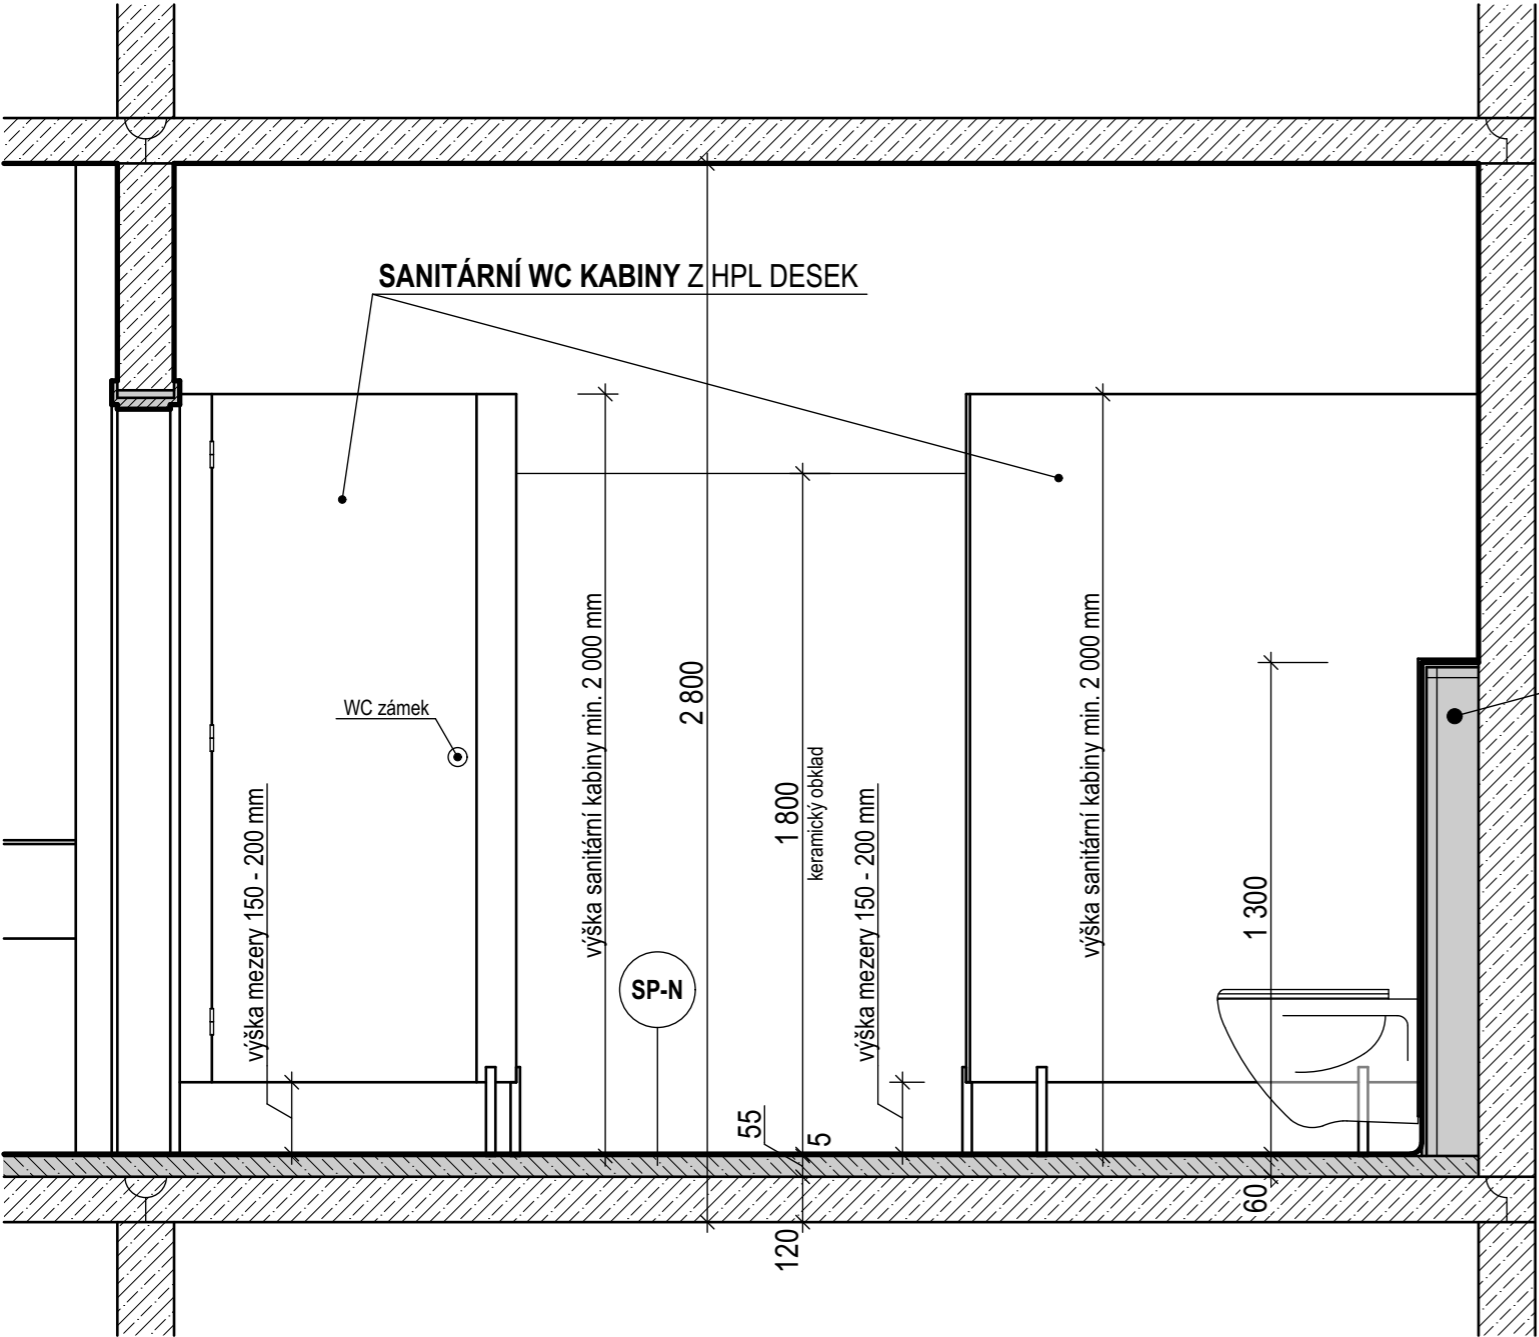 SANITÁRNÍ WC KABINY Z HPL DESEK
WC zámek
výška mezery 150 - 200 mm
výška sanitární kabiny min. 2 000 mm
SP-N
2 800
1 800
keramický obklad
výška mezery 150 - 200 mm
výška sanitární kabiny min. 2 000 mm
1 300
55
5
60
120